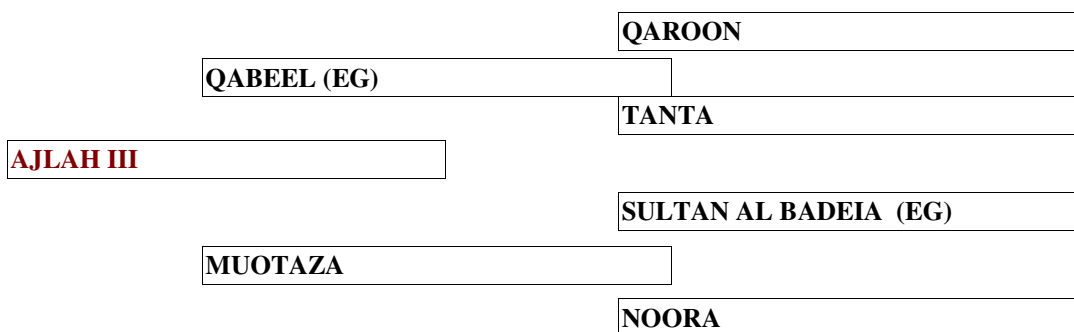 QAROON
QABEEL (EG)
TANTA
AJLAH III
SULTAN AL BADEIA (EG)
MUOTAZA
NOORA